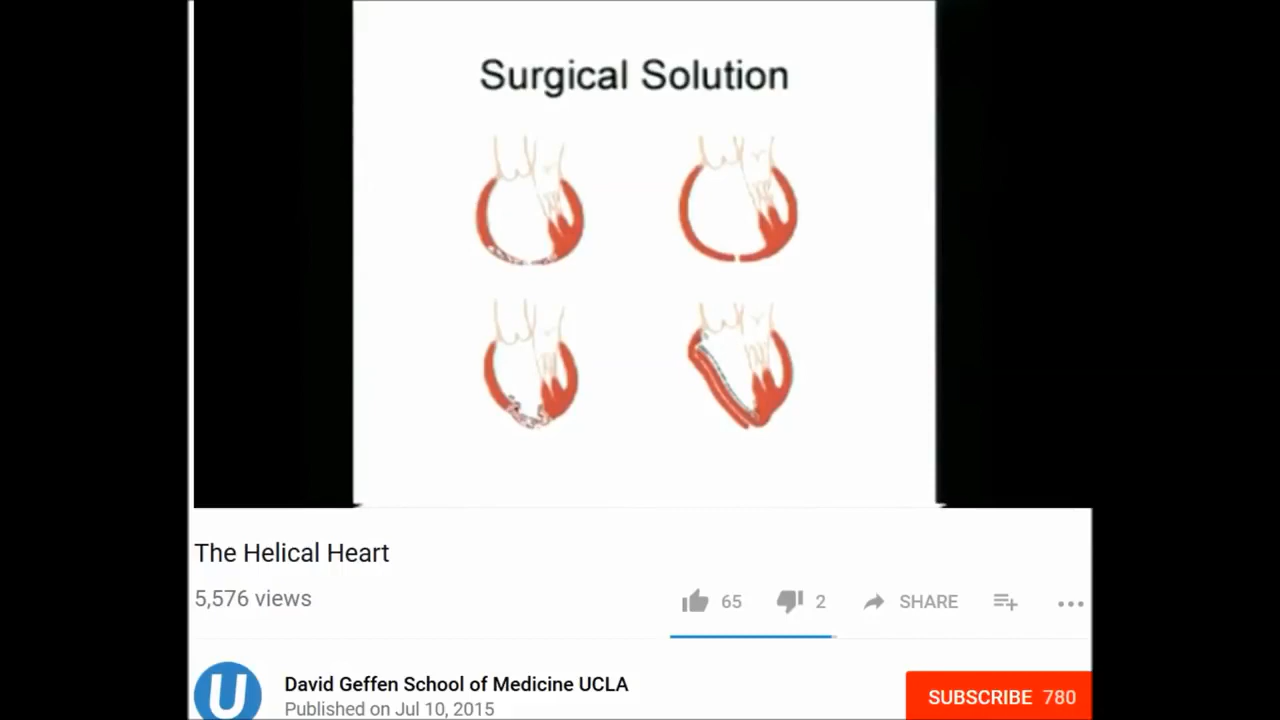 Surgical Solution
The Helical Heart
5,576 views
65
2
SHARE
U
David Geffen School of Medicine UCLA
Published on Jul 10, 2015
SUBSCRIBE 780